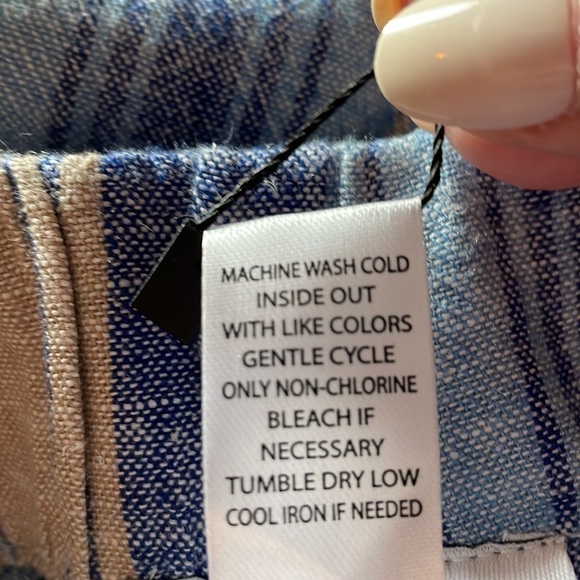 MACHINE WASH COLD
INSIDE OUT
WITH LIKE COLORS
GENTLE CYCLE
ONLY NON-CHLORINE
BLEACH IF
NECESSARY
TUMBLE DRY LOW
COOL IRON IF NEEDED